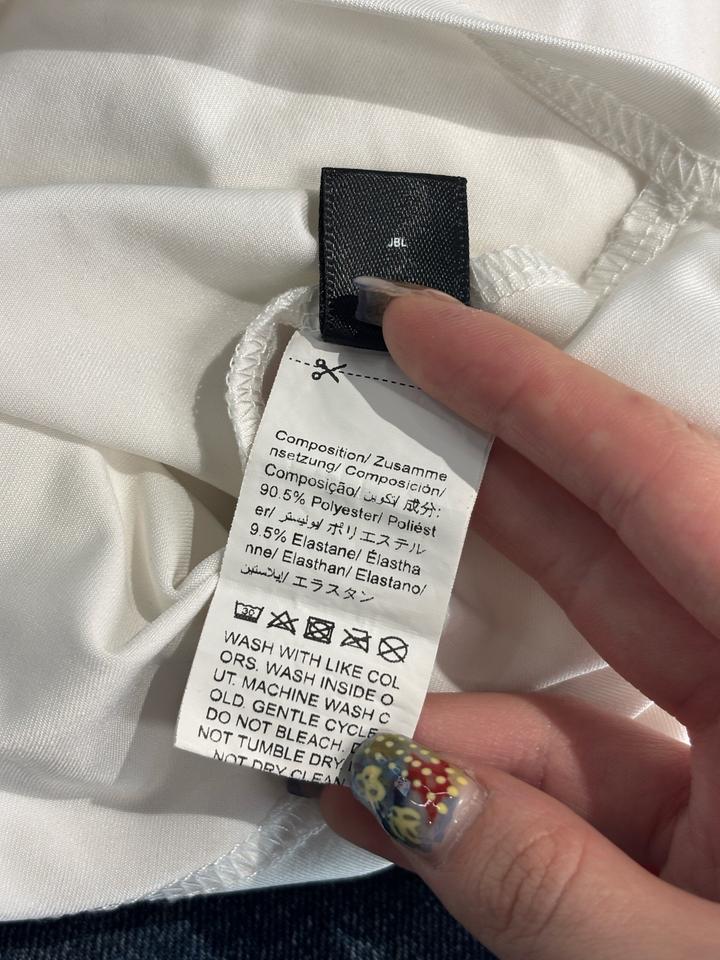 JBL
Composition/ Zusamme
nsetzung/ Composición/
Composição/ تكوين/ 成分:
90.5% Polyester/ Poliést
er/ بوليستر/ ポリエステル
9.5% Elastane/ Élastha
nne/ Elasthan/ Elastano/
إيلاستين/ エラスタン
30
WASH WITH LIKE COL
ORS. WASH INSIDE O
UT. MACHINE WASH C
OLD. GENTLE CYCLE.
DO NOT BLEACH. D
NOT TUMBLE DRY
NOT DRY CLEAN